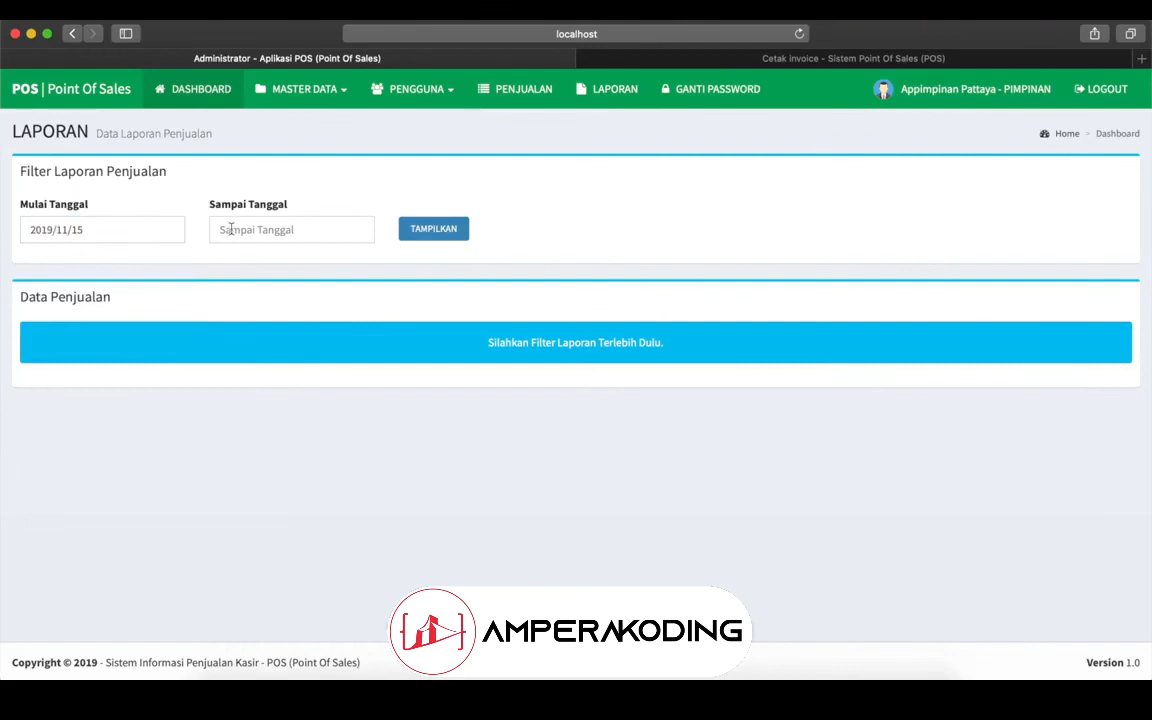 localhost
Administrator - Aplikasi POS (Point Of Sales)
Cetak invoice - Sistem Point Of Sales (POS)
POS | Point Of Sales
DASHBOARD
MASTER DATA
PENGGUNA
PENJUALAN
LAPORAN
GANTI PASSWORD
Appimpinan Pattaya - PIMPINAN
LOGOUT
LAPORAN Data Laporan Penjualan
Home > Dashboard
Filter Laporan Penjualan
Mulai Tanggal
Sampai Tanggal
2019/11/15
Sampai Tanggal
TAMPILKAN
Data Penjualan
Silahkan Filter Laporan Terlebih Dulu.
AMPERAKODING
Copyright © 2019 - Sistem Informasi Penjualan Kasir - POS (Point Of Sales)
Version 1.0